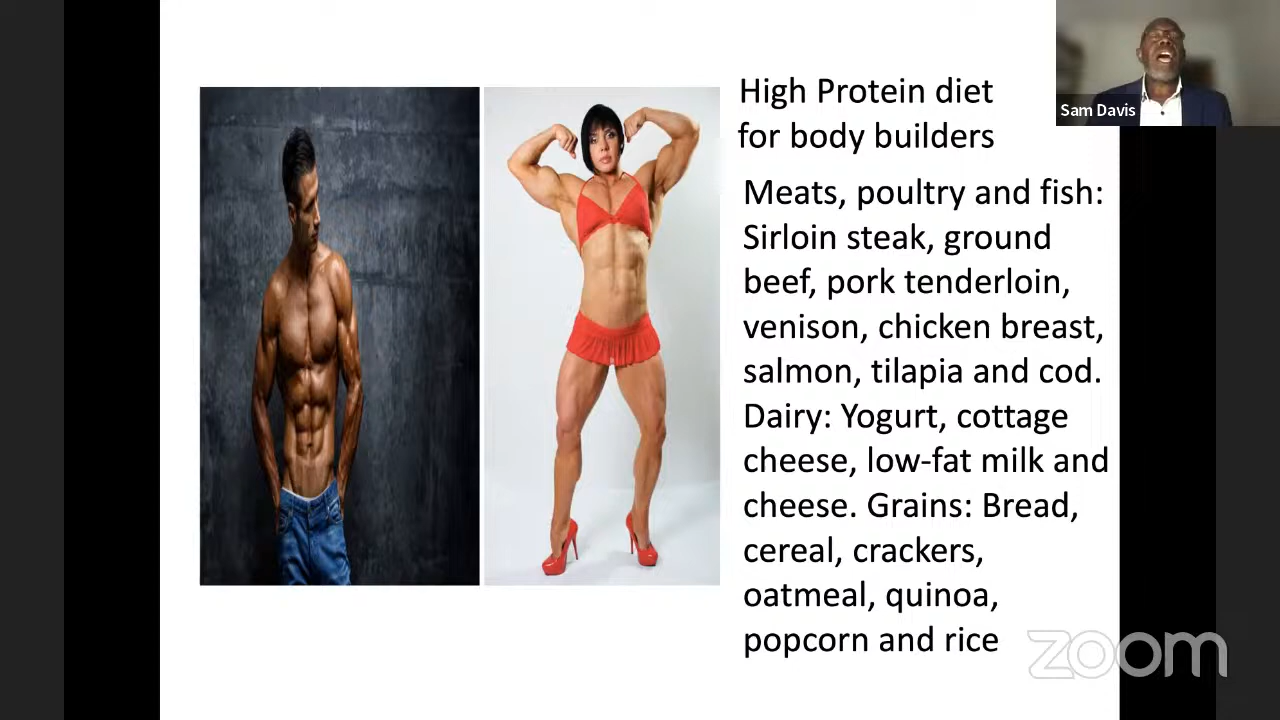 High Protein diet
for body builders
Meats, poultry and fish:
Sirloin steak, ground
beef, pork tenderloin,
venison, chicken breast,
salmon, tilapia and cod.
Dairy: Yogurt, cottage
cheese, low-fat milk and
cheese. Grains: Bread,
cereal, crackers,
oatmeal, quinoa,
popcorn and rice
Sam Davis
zoom